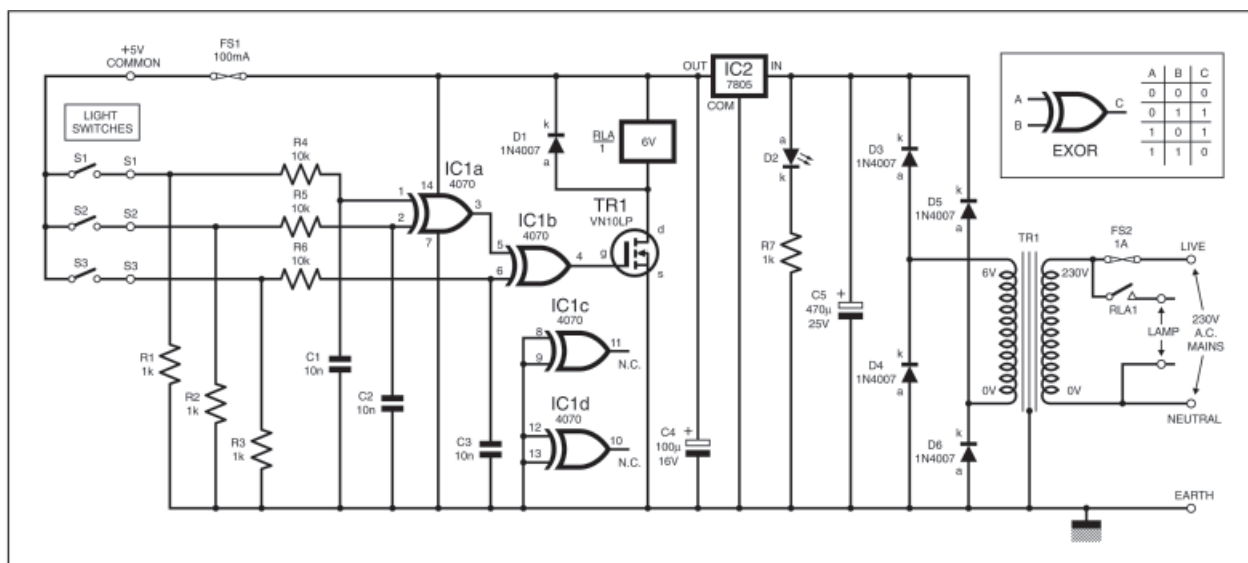 +5V
COMMON
FS1
100mA
LIGHT
SWITCHES
S1
S1
S2
S2
S3
S3
R4
10k
R5
10k
R6
10k
R1
1k
R2
1k
R3
1k
C1
10n
C2
10n
C3
10n
IC1a
4070
1
2
14
3
7
IC1b
4070
5
6
4
IC1c
8
9
11
N.C.
IC1d
12
13
10
N.C.
D1
1N4007
k
a
RLA
1
6V
TR1
VN10LP
g
d
s
C4
100µ
16V
+
OUT
IC2
7805
IN
COM
D2
a
k
R7
1k
C5
470µ
25V
+
D3
1N4007
k
a
D4
1N4007
k
a
D5
1N4007
k
a
D6
1N4007
k
a
TR1
6V
0V
230V
0V
FS2
1A
LIVE
RLA1
LAMP
230V
A.C.
MAINS
NEUTRAL
EARTH
A
B
C
EXOR
A B C
0 0 0
0 1 1
1 0 1
1 1 0